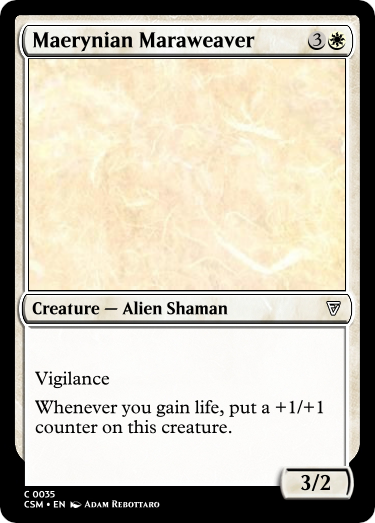 Maerynian Maraweaver 3
Creature — Alien Shaman
Vigilance
Whenever you gain life, put a +1/+1
counter on this creature.
3/2
C 0035
CSM • EN Adam Rebottaro